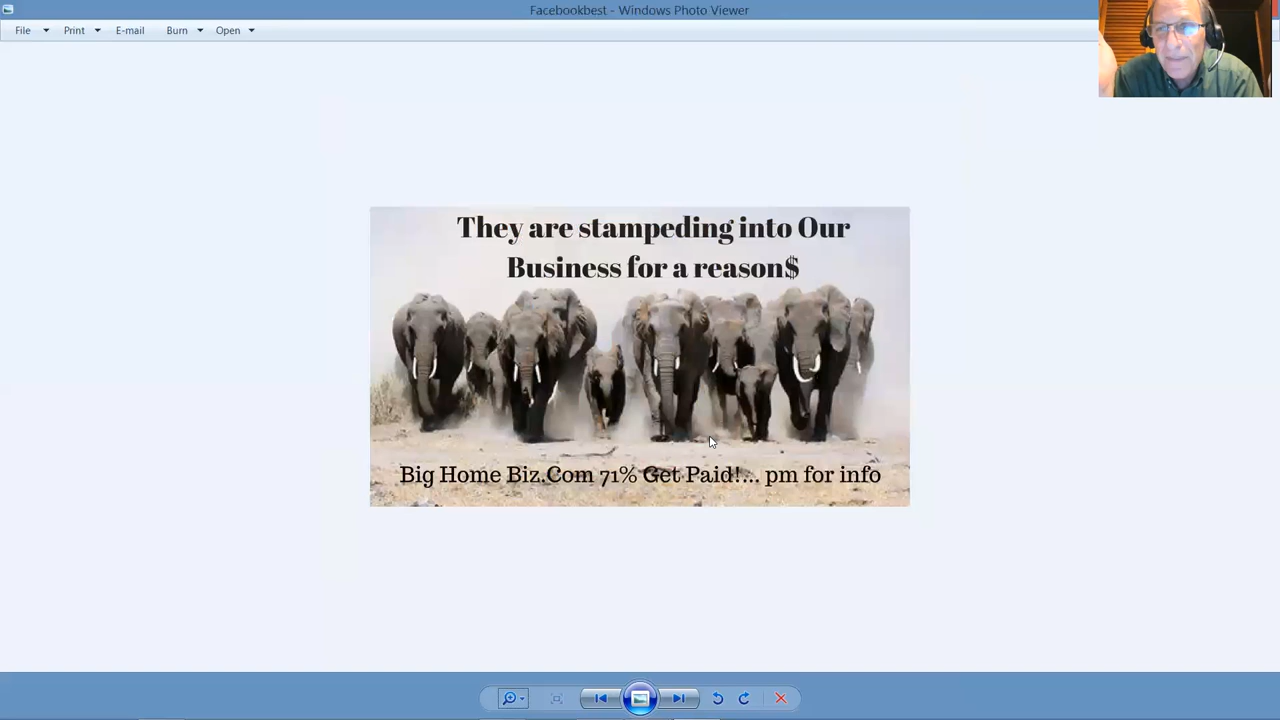 Facebookbest - Windows Photo Viewer
File Print E-mail Burn Open
They are stampeding into Our
Business for a reason$
Big Home Biz.Com 71% Get Paid!... pm for info